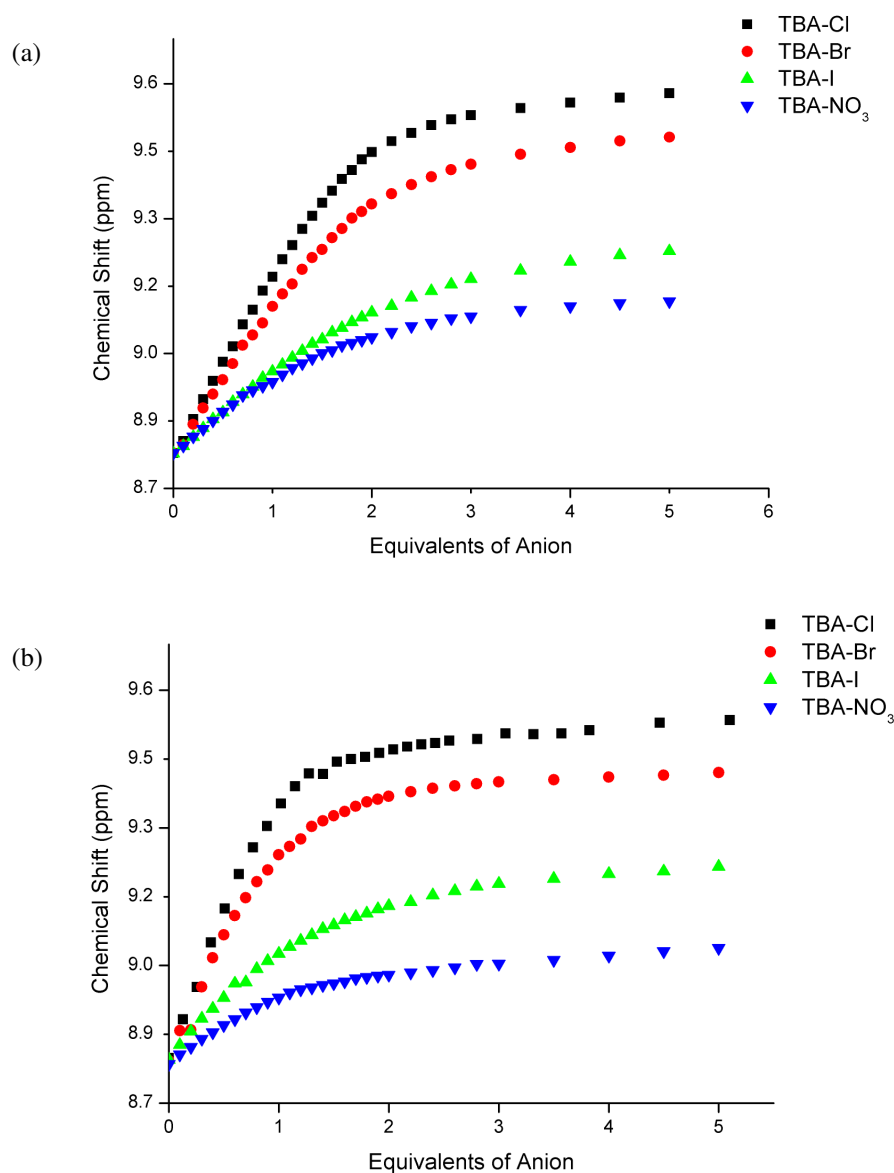 (a)
TBA-Cl
TBA-Br
TBA-I
TBA-NO₃
9.6
9.5
9.3
9.2
9.0
8.9
8.7
Chemical Shift (ppm)
0 1 2 3 4 5 6
Equivalents of Anion
(b)
TBA-Cl
TBA-Br
TBA-I
TBA-NO₃
9.6
9.5
9.3
9.2
9.0
8.9
8.7
Chemical Shift (ppm)
0 1 2 3 4 5
Equivalents of Anion